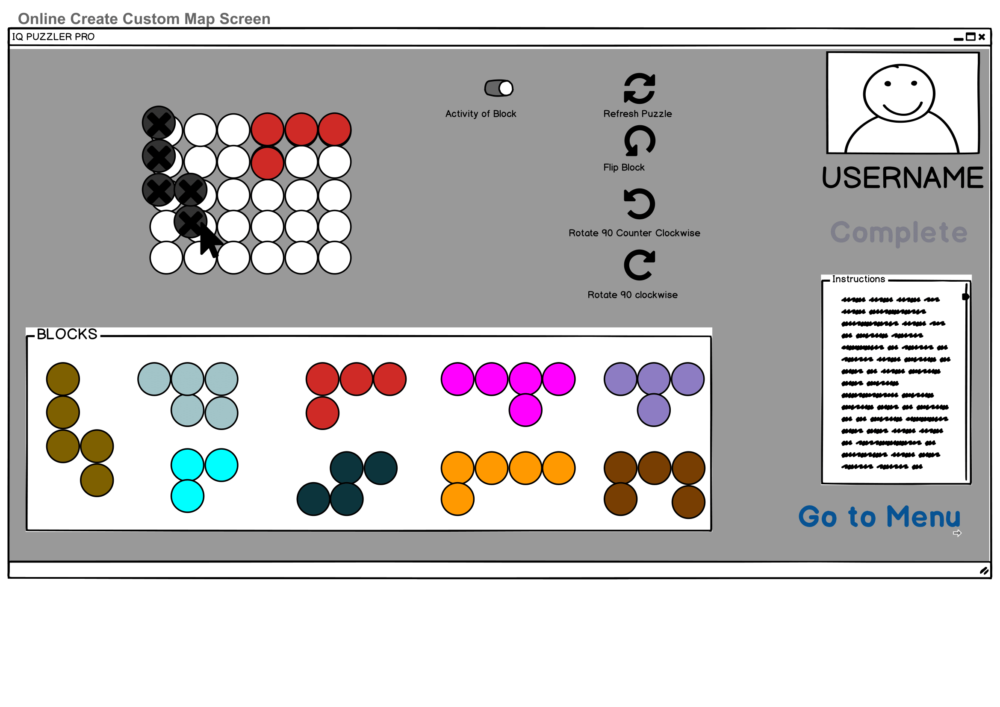 Online Create Custom Map Screen
IQ PUZZLER PRO
Activity of Block
Refresh Puzzle
Flip Block
Rotate 90 Counter Clockwise
Rotate 90 clockwise
USERNAME
Complete
Instructions
BLOCKS
Go to Menu